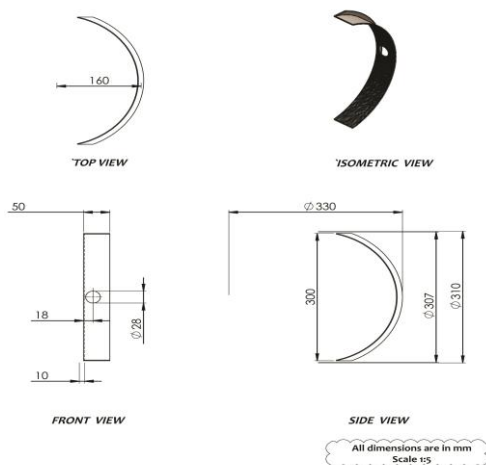 160
'TOP VIEW
'ISOMETRIC VIEW
50
18
∅28
10
FRONT VIEW
∅330
300
∅307
∅310
SIDE VIEW
All dimensions are in mm
Scale 1:5